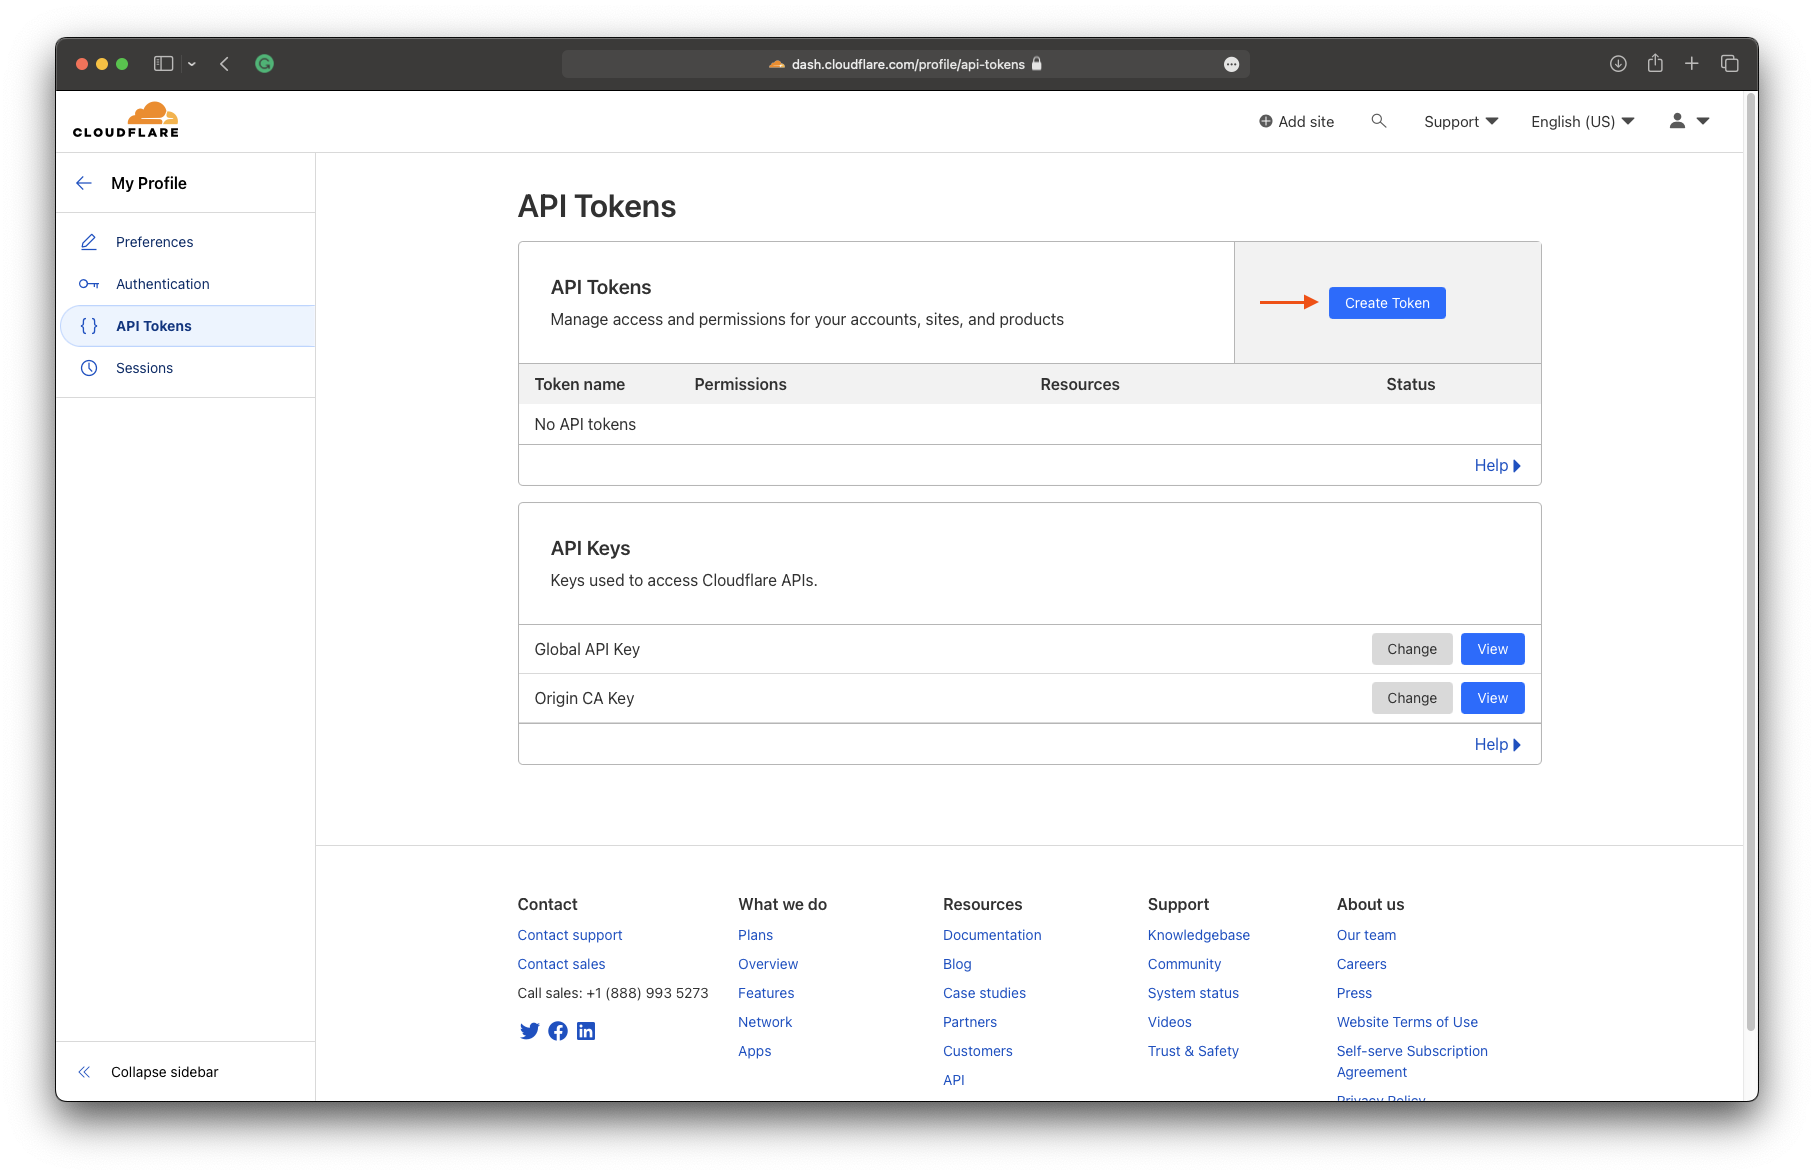 dash.cloudflare.com/profile/api-tokens
CLOUDFLARE
Add site
Support
English (US)
My Profile
Preferences
Authentication
{ } API Tokens
Sessions
API Tokens
API Tokens
Manage access and permissions for your accounts, sites, and products
Create Token
Token name Permissions Resources Status
No API tokens
Help
API Keys
Keys used to access Cloudflare APIs.
Global API Key Change View
Origin CA Key Change View
Help
Contact
Contact support
Contact sales
Call sales: +1 (888) 993 5273
What we do
Plans
Overview
Features
Network
Apps
Resources
Documentation
Blog
Case studies
Partners
Customers
API
Support
Knowledgebase
Community
System status
Videos
Trust & Safety
About us
Our team
Careers
Press
Website Terms of Use
Self-serve Subscription
Agreement
Privacy Policy
Collapse sidebar